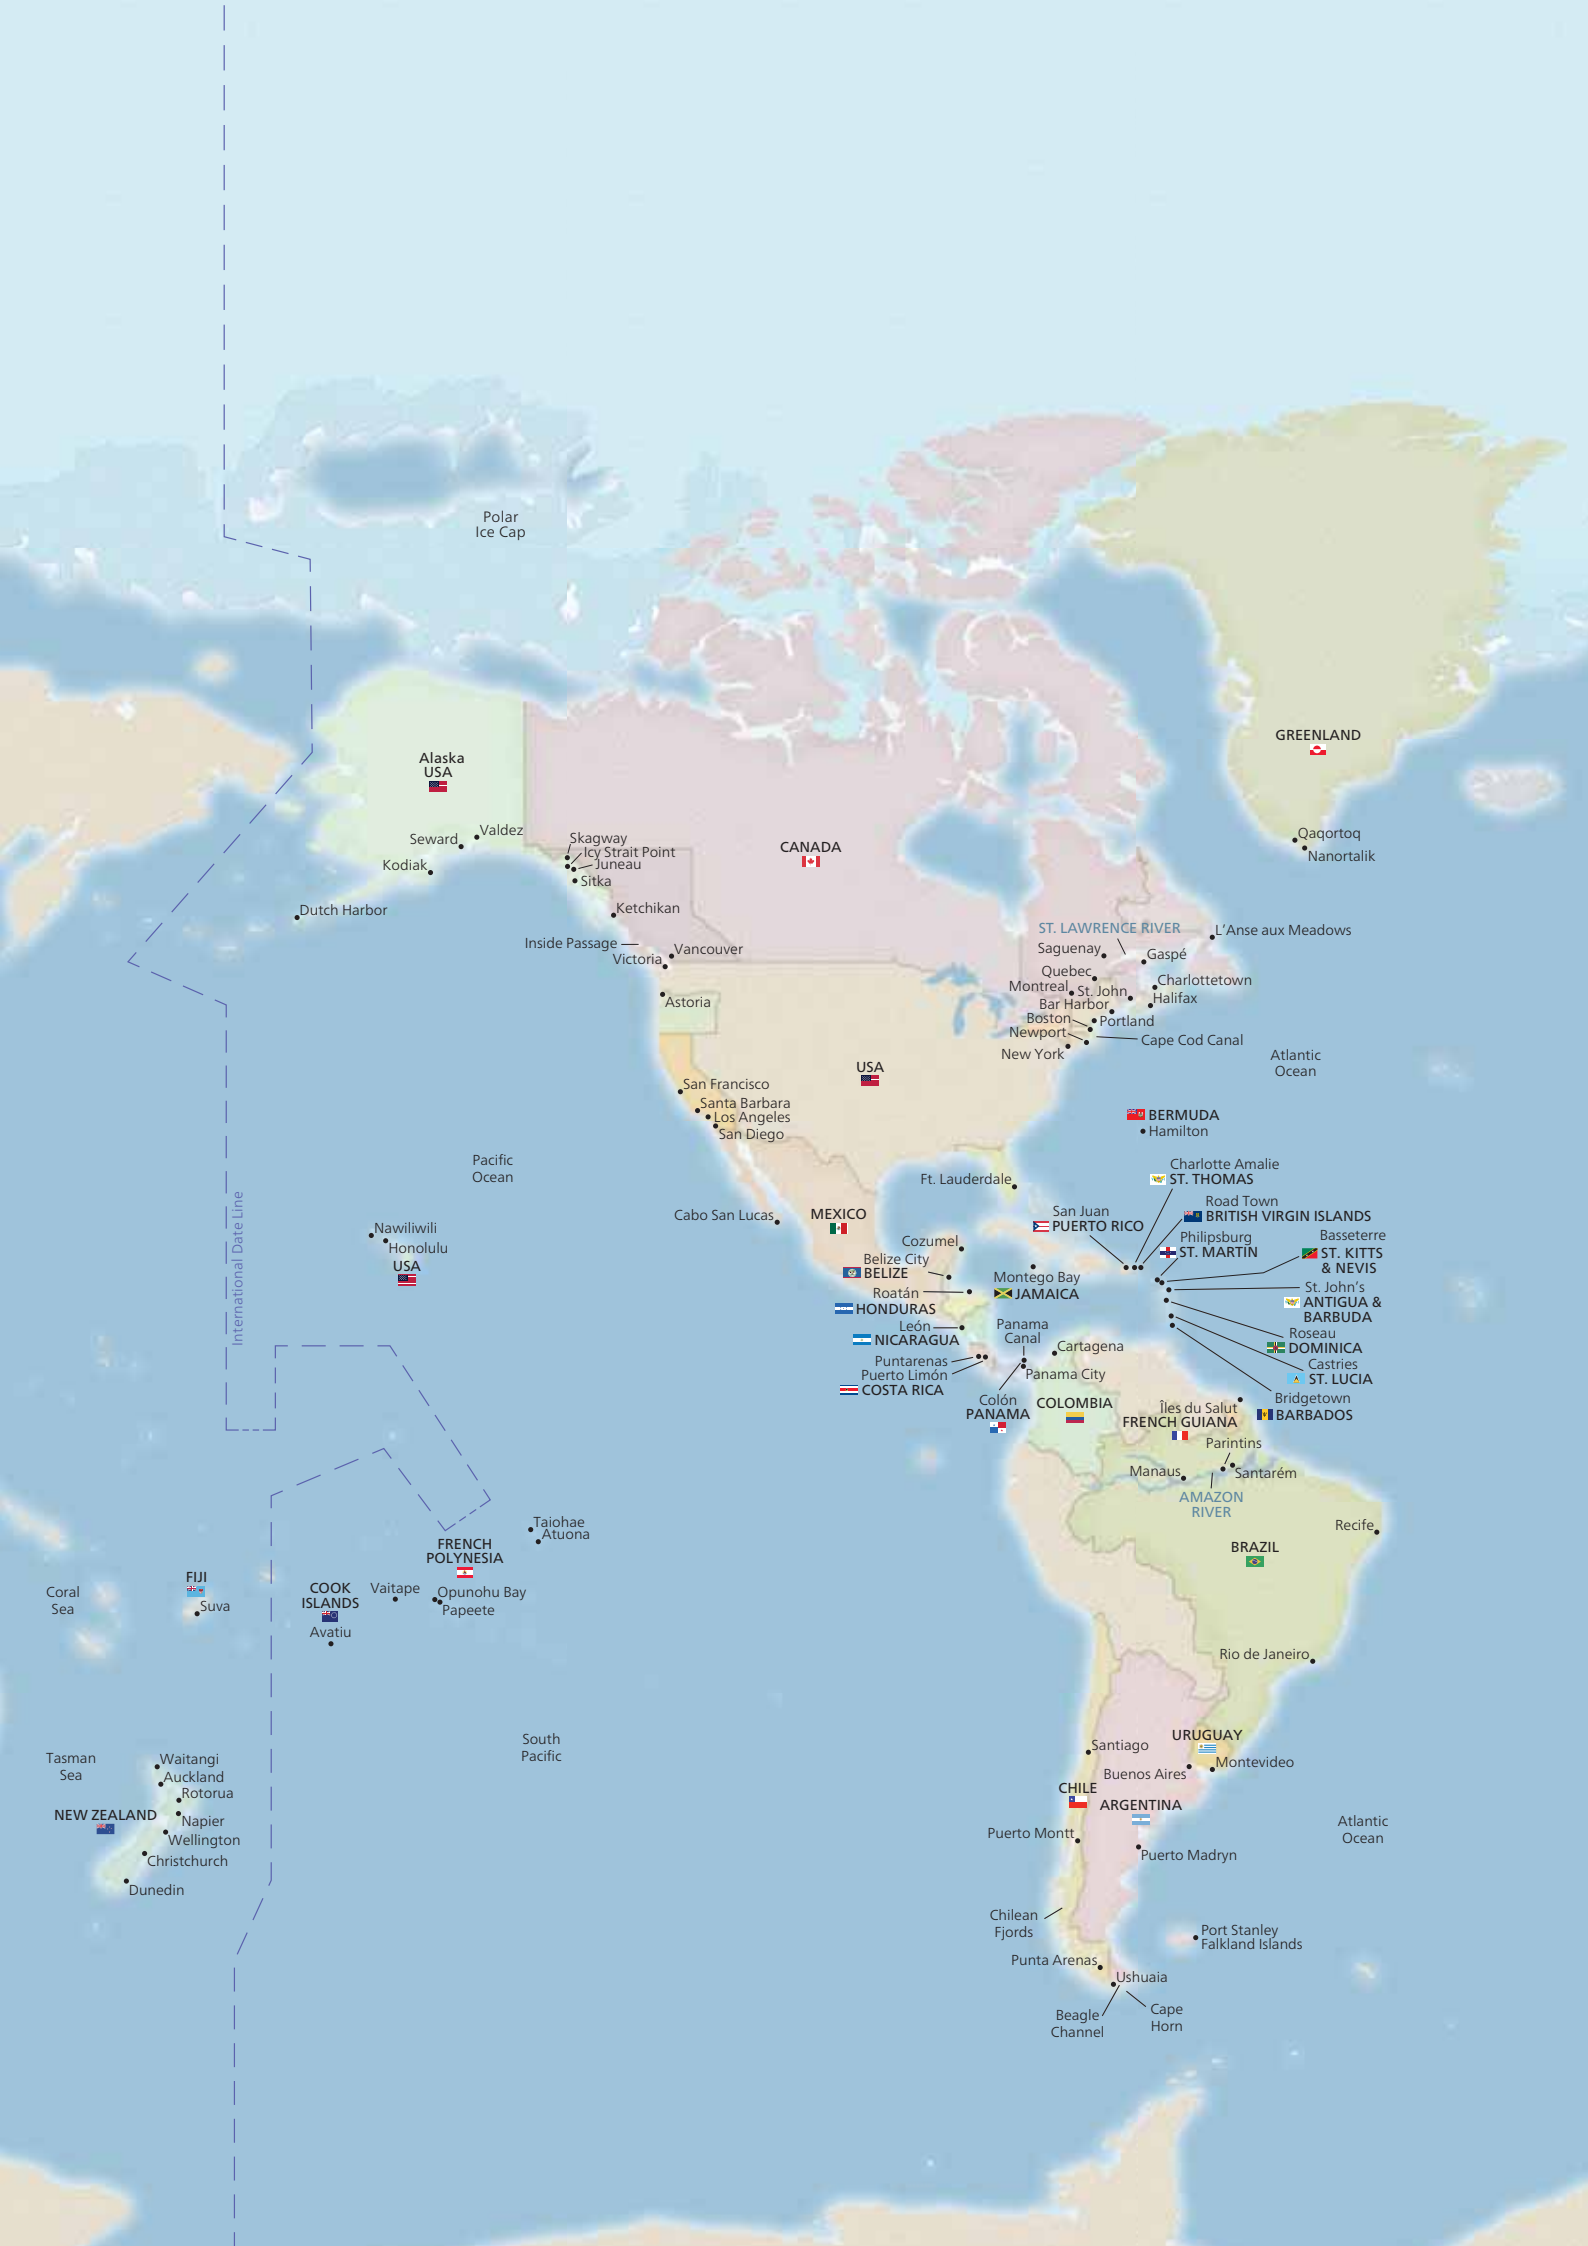 Polar
Ice Cap
GREENLAND
Qaqortoq
Nanortalik
Alaska
USA
Valdez
Seward
Kodiak
Dutch Harbor
Skagway
Icy Strait Point
Juneau
Sitka
Ketchikan
Inside Passage
Vancouver
Victoria
Astoria
CANADA
ST. LAWRENCE RIVER
L'Anse aux Meadows
Saguenay
Gaspé
Quebec
Charlottetown
Montreal
St. John
Halifax
Bar Harbor
Boston
Portland
Newport
Cape Cod Canal
New York
Atlantic
Ocean
USA
San Francisco
Santa Barbara
Los Angeles
San Diego
BERMUDA
Hamilton
Pacific
Ocean
International Date Line
Nawiliwili
Honolulu
USA
Ft. Lauderdale
Cabo San Lucas
MEXICO
Cozumel
Belize City
BELIZE
Roatán
HONDURAS
León
NICARAGUA
Puntarenas
Puerto Limón
COSTA RICA
Charlotte Amalie
ST. THOMAS
San Juan
PUERTO RICO
Road Town
BRITISH VIRGIN ISLANDS
Philipsburg
ST. MARTIN
Basseterre
ST. KITTS
& NEVIS
St. John's
ANTIGUA &
BARBUDA
Roseau
DOMINICA
Castries
ST. LUCIA
Bridgetown
BARBADOS
Montego Bay
JAMAICA
Panama
Canal
Cartagena
Panama City
Colón
PANAMA
COLOMBIA
Îles du Salut
FRENCH GUIANA
Parintins
Manaus
Santarém
AMAZON
RIVER
Recife
BRAZIL
Rio de Janeiro
Taiohae
Atuona
FRENCH
POLYNESIA
Vaitape
Opunohu Bay
Papeete
COOK
ISLANDS
Avatiu
FIJI
Suva
Coral
Sea
South
Pacific
Tasman
Sea
Waitangi
Auckland
Rotorua
NEW ZEALAND
Napier
Wellington
Christchurch
Dunedin
URUGUAY
Santiago
Montevideo
Buenos Aires
CHILE
ARGENTINA
Puerto Montt
Puerto Madryn
Atlantic
Ocean
Chilean
Fjords
Port Stanley
Falkland Islands
Punta Arenas
Ushuaia
Beagle
Channel
Cape
Horn